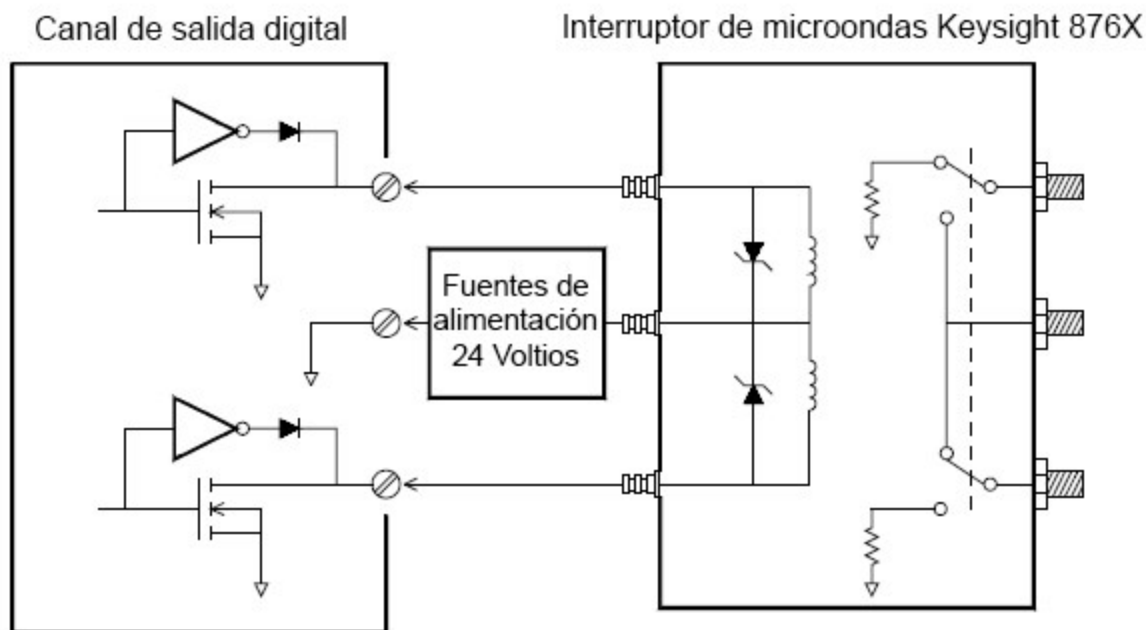 Canal de salida digital
Interruptor de microondas Keysight 876X
Fuentes de
alimentación
24 Voltios